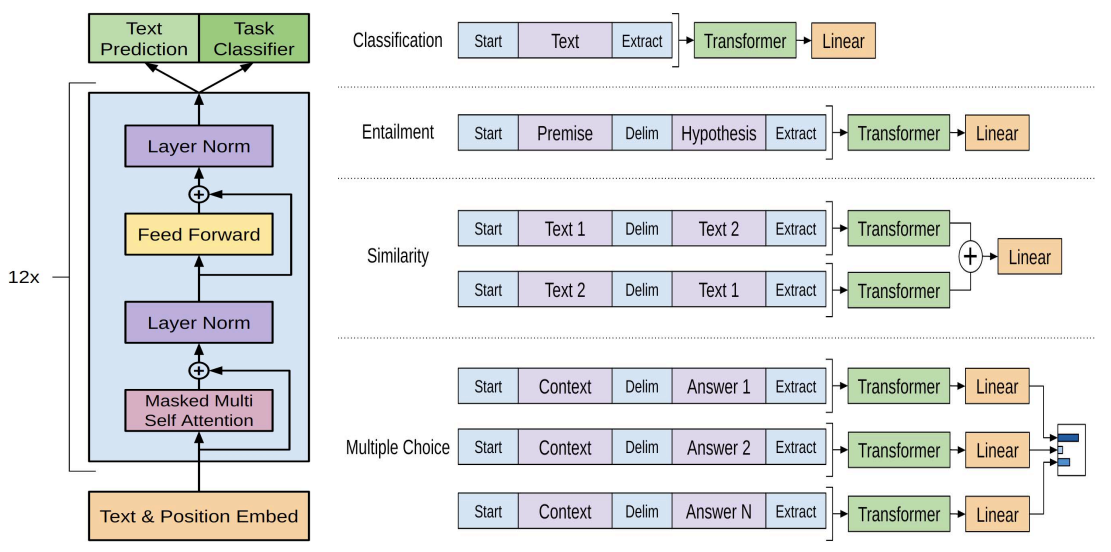 Text
Prediction
Task
Classifier
12x
Layer Norm
+
Feed Forward
Layer Norm
+
Masked Multi
Self Attention
Text & Position Embed
Classification Start Text Extract Transformer Linear
Entailment Start Premise Delim Hypothesis Extract Transformer Linear
Similarity
Start Text 1 Delim Text 2 Extract Transformer
Start Text 2 Delim Text 1 Extract Transformer
+ Linear
Multiple Choice
Start Context Delim Answer 1 Extract Transformer Linear
Start Context Delim Answer 2 Extract Transformer Linear
Start Context Delim Answer N Extract Transformer Linear